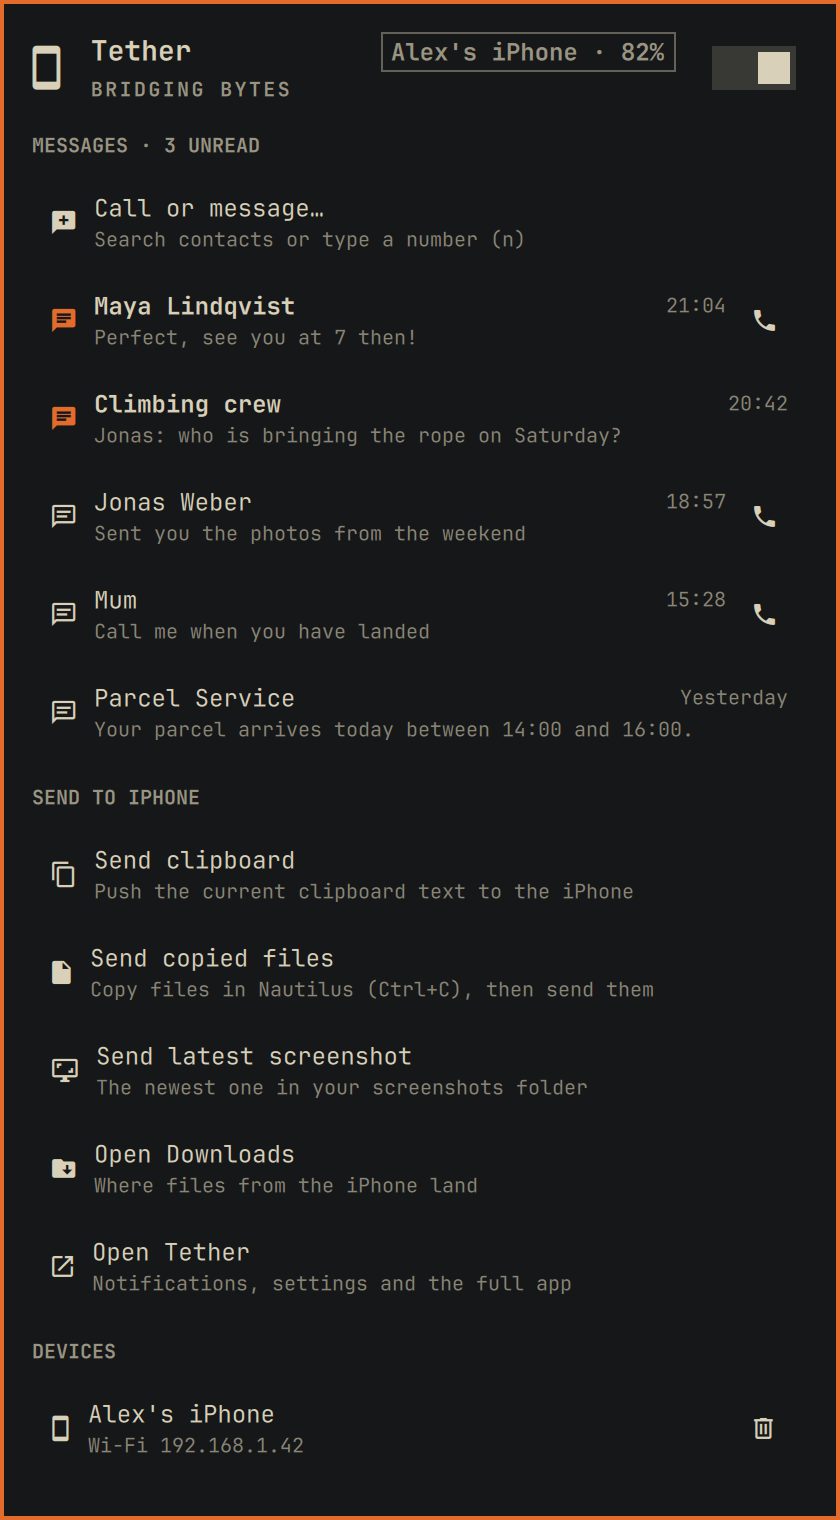 Tether
Alex's iPhone · 82%
BRIDGING BYTES
MESSAGES · 3 UNREAD
Call or message…
Search contacts or type a number (n)
Maya Lindqvist
21:04
Perfect, see you at 7 then!
Climbing crew
20:42
Jonas: who is bringing the rope on Saturday?
Jonas Weber
18:57
Sent you the photos from the weekend
Mum
15:28
Call me when you have landed
Parcel Service
Yesterday
Your parcel arrives today between 14:00 and 16:00.
SEND TO IPHONE
Send clipboard
Push the current clipboard text to the iPhone
Send copied files
Copy files in Nautilus (Ctrl+C), then send them
Send latest screenshot
The newest one in your screenshots folder
Open Downloads
Where files from the iPhone land
Open Tether
Notifications, settings and the full app
DEVICES
Alex's iPhone
Wi-Fi 192.168.1.42